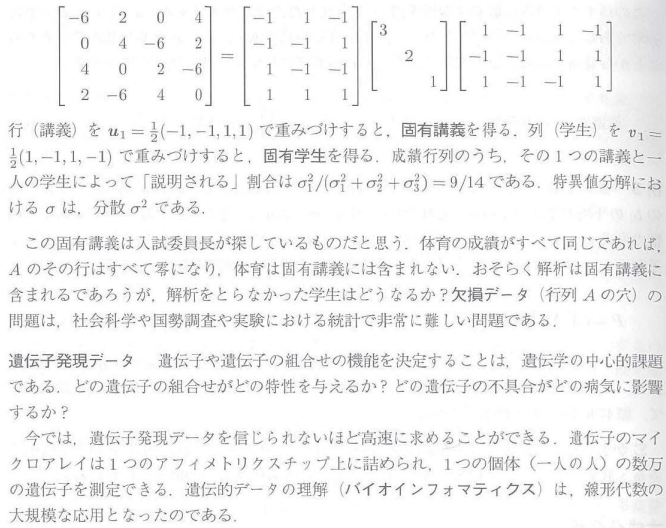 -6 2 0 4 -1 1 -1 3 1 -1 1 -1
0 4 -6 2 = -1 -1 1 2 -1 -1 1 1
4 0 2 -6 1 -1 -1 1 1 -1 -1 1
2 -6 4 0 1 1 1
行（講義）を u₁ = ½(-1, -1, 1, 1) で重みづけすると，固有講義を得る．列（学生）を v₁ =
½(1, -1, 1, -1) で重みづけすると，固有学生を得る．成績行列のうち，その1つの講義と一
人の学生によって「説明される」割合は σ₁²/(σ₁² + σ₂² + σ₃²) = 9/14 である．特異値分解にお
ける σ は，分散 σ² である．
この固有講義は入試委員長が探しているものだと思う．体育の成績がすべて同じであれば，
A のその行はすべて零になり，体育は固有講義には含まれない．おそらく解析は固有講義に
含まれるであろうが，解析をとらなかった学生はどうなるか？欠損データ（行列 A の穴）の
問題は，社会科学や国勢調査や実験における統計で非常に難しい問題である．
遺伝子発現データ　遺伝子や遺伝子の組合せの機能を決定することは，遺伝学の中心的課題
である．どの遺伝子の組合せがどの特性を与えるか？どの遺伝子の不具合がどの病気に影響
するか？
今では，遺伝子発現データを信じられないほど高速に求めることができる．遺伝子のマイ
クロアレイは1つのアフィメトリクスチップ上に詰められ，1つの個体（一人の人）の数万
の遺伝子を測定できる．遺伝的データの理解（バイオインフォマティクス）は，線形代数の
大規模な応用となったのである．